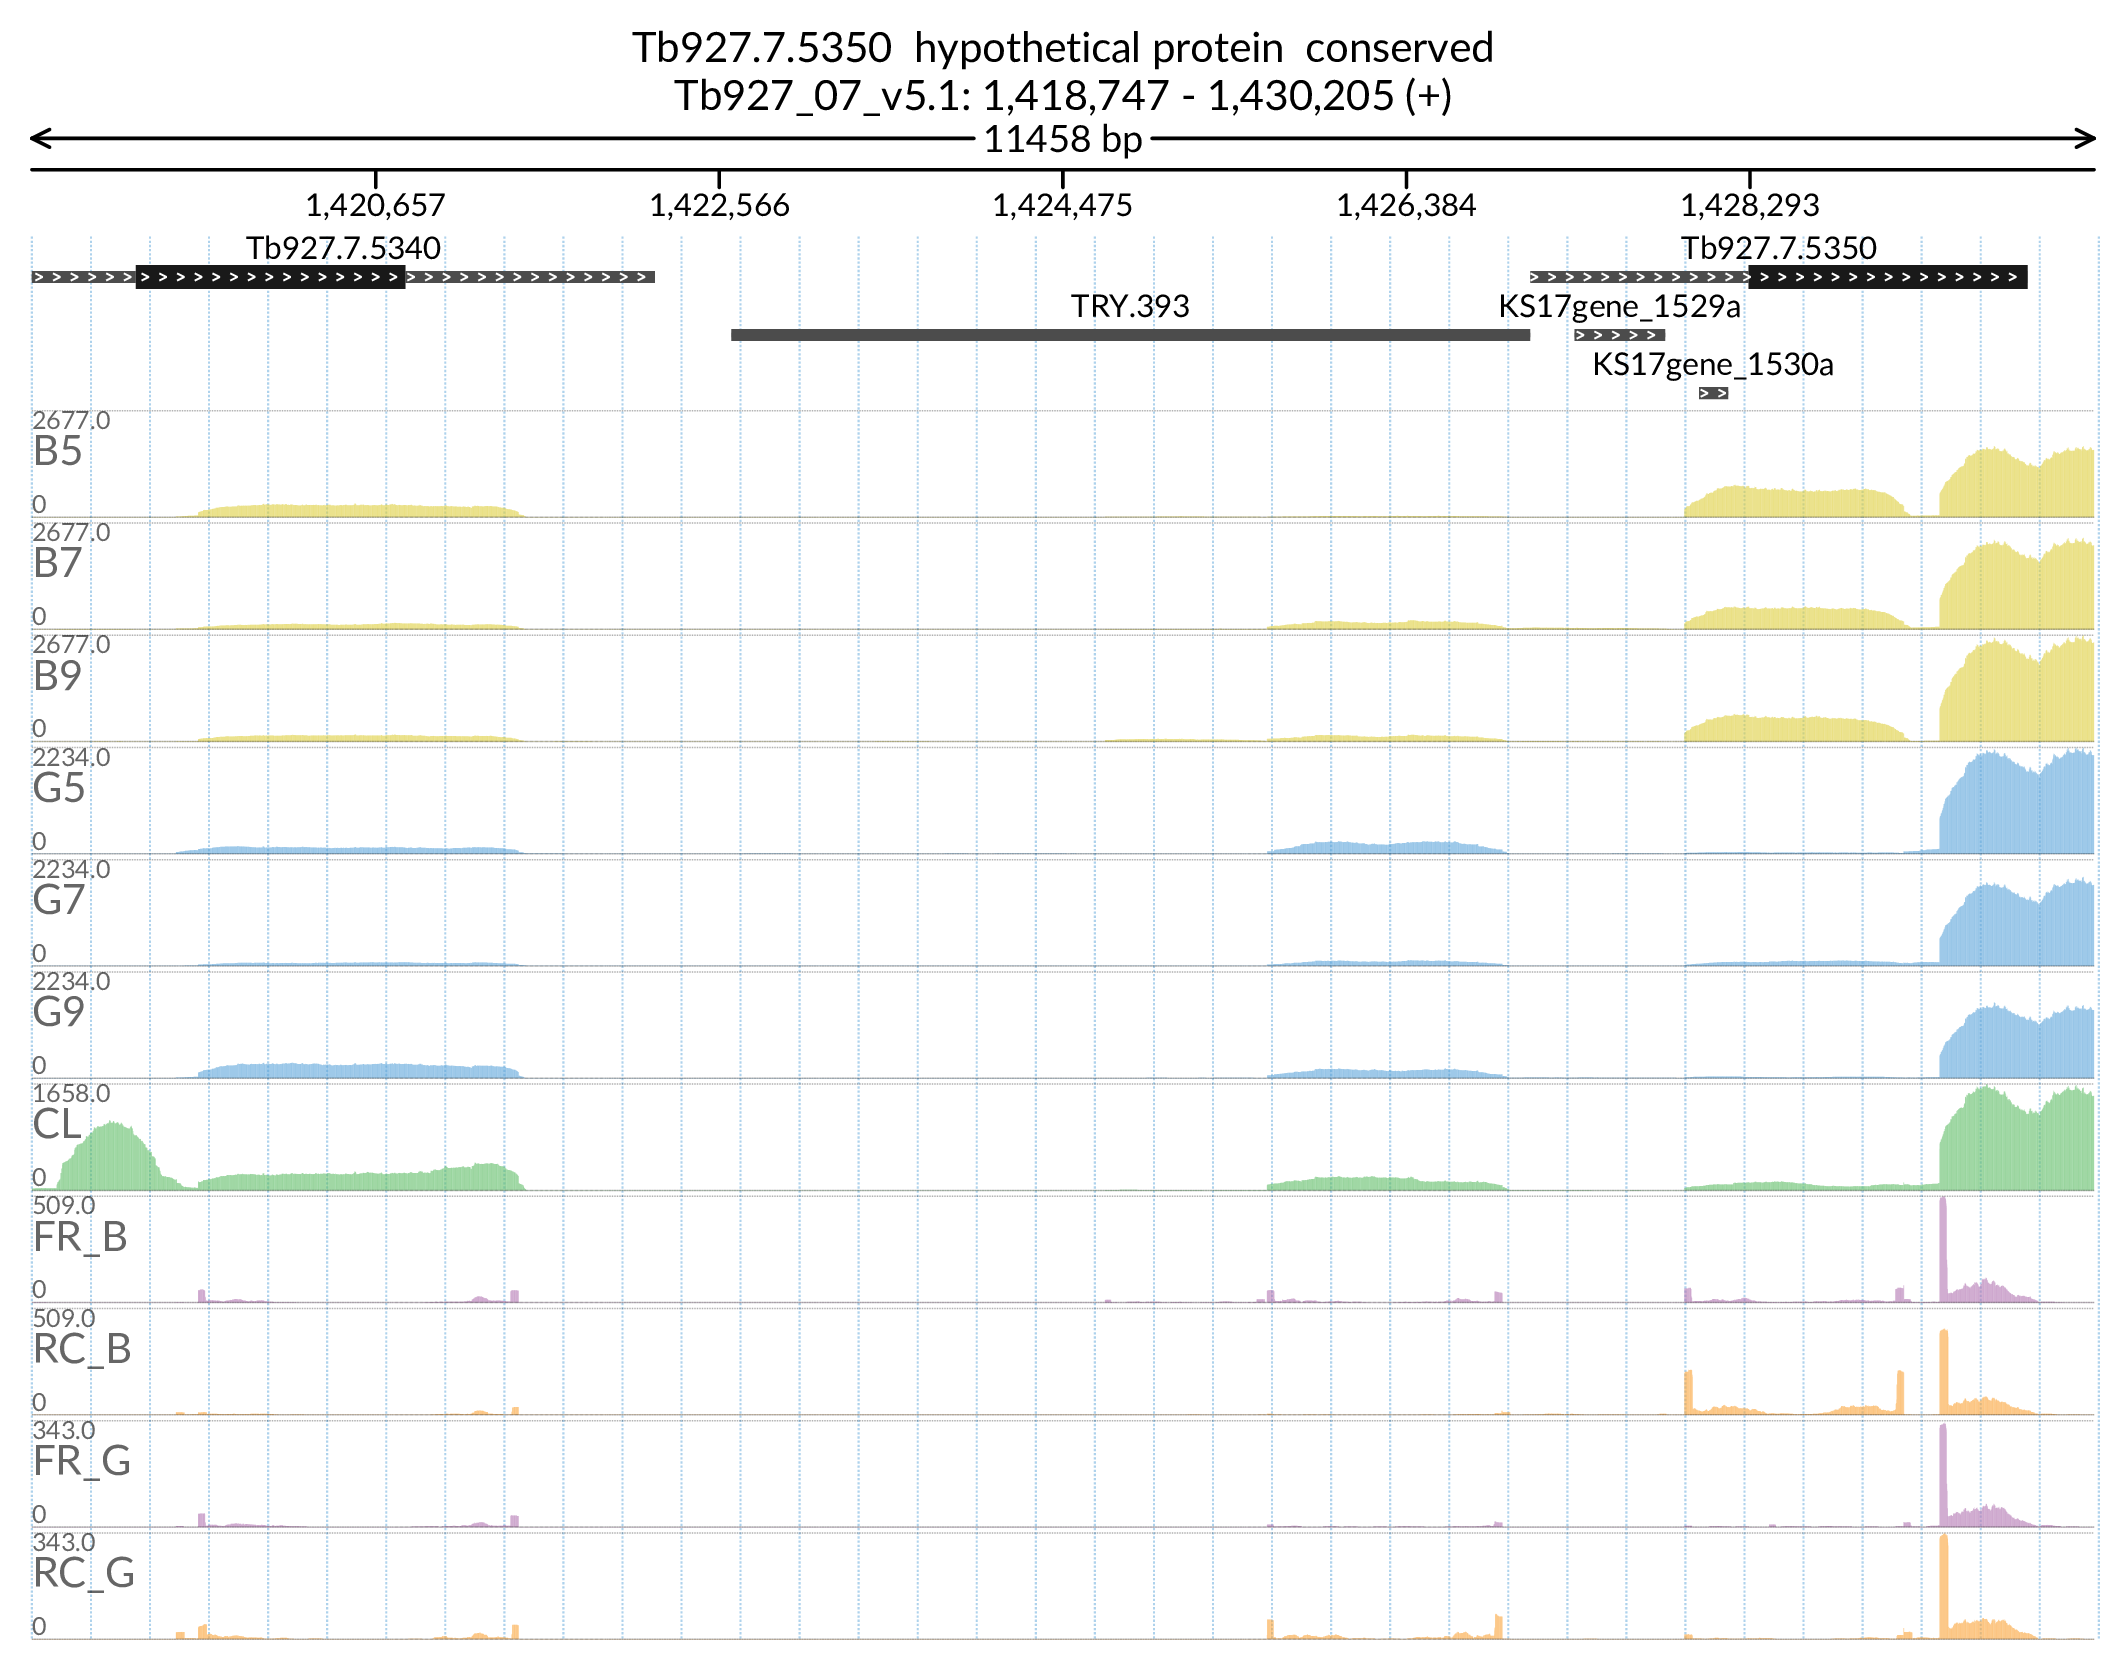 Tb927.7.5350  hypothetical protein  conserved
Tb927_07_v5.1: 1,418,747 - 1,430,205 (+)
11458 bp
1,420,657 1,422,566 1,424,475 1,426,384 1,428,293
Tb927.7.5340 Tb927.7.5350
TRY.393 KS17gene_1529a
KS17gene_1530a
2677.0
B5
0
2677.0
B7
0
2677.0
B9
0
2234.0
G5
0
2234.0
G7
0
2234.0
G9
0
1658.0
CL
0
509.0
FR_B
0
509.0
RC_B
0
343.0
FR_G
0
343.0
RC_G
0